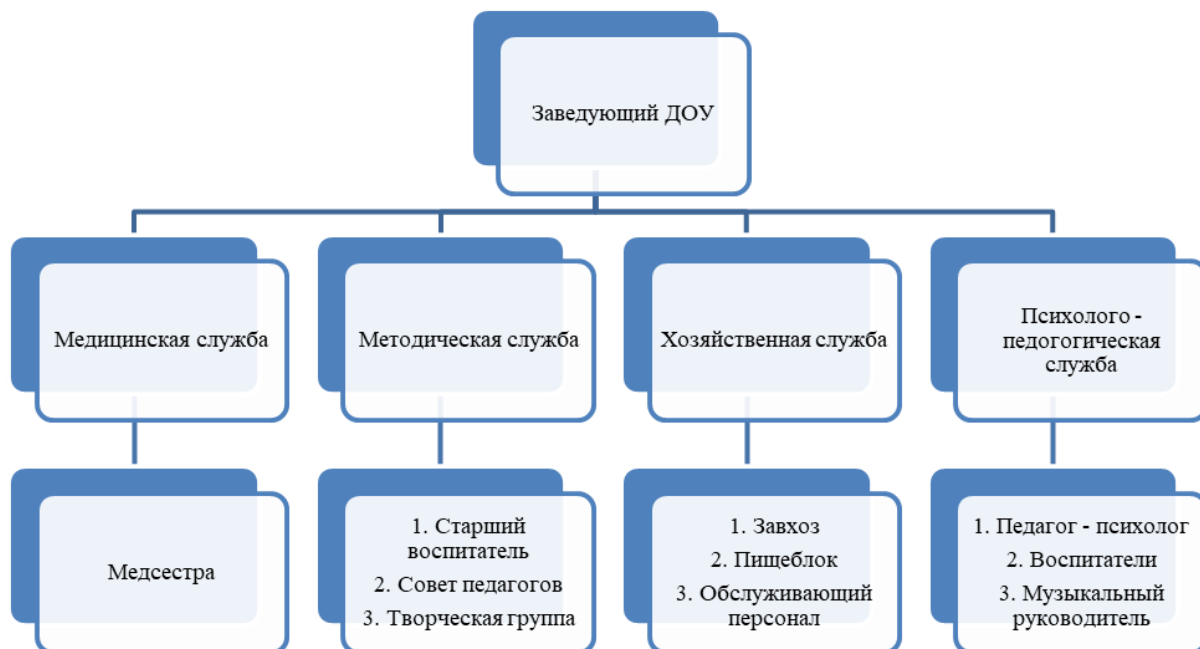 Заведующий ДОУ
Медицинская служба
Методическая служба
Хозяйственная служба
Психолого -
педогогическая
служба
Медсестра
1. Старший
воспитатель
2. Совет педагогов
3. Творческая группа
1. Завхоз
2. Пищеблок
3. Обслуживающий
персонал
1. Педагог - психолог
2. Воспитатели
3. Музыкальный
руководитель